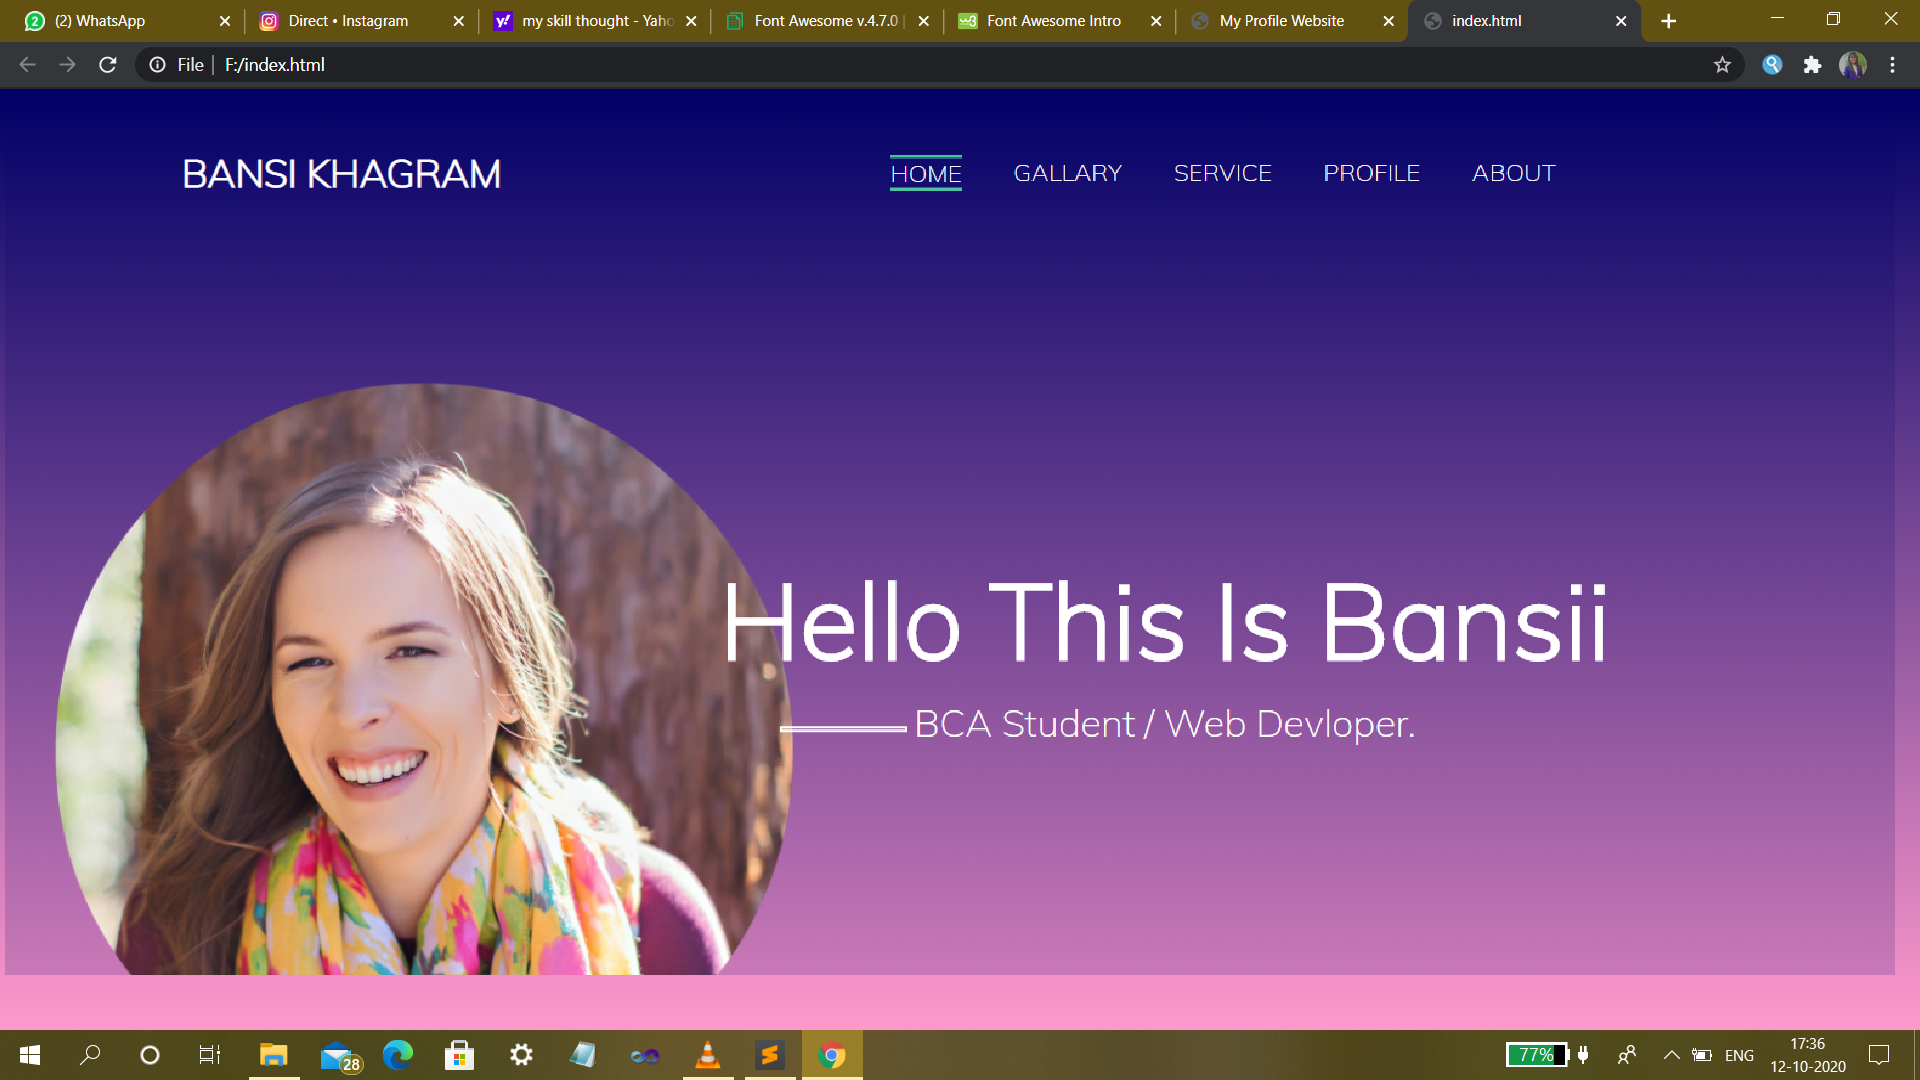 (2) WhatsApp
Direct • Instagram
my skill thought - Yaho
Font Awesome v.4.7.0 |
Font Awesome Intro
My Profile Website
index.html
File | F:/index.html
BANSI KHAGRAM
HOME GALLARY SERVICE PROFILE ABOUT
Hello This Is Bansii
BCA Student / Web Devloper.
28
77%
ENG
17:36
12-10-2020